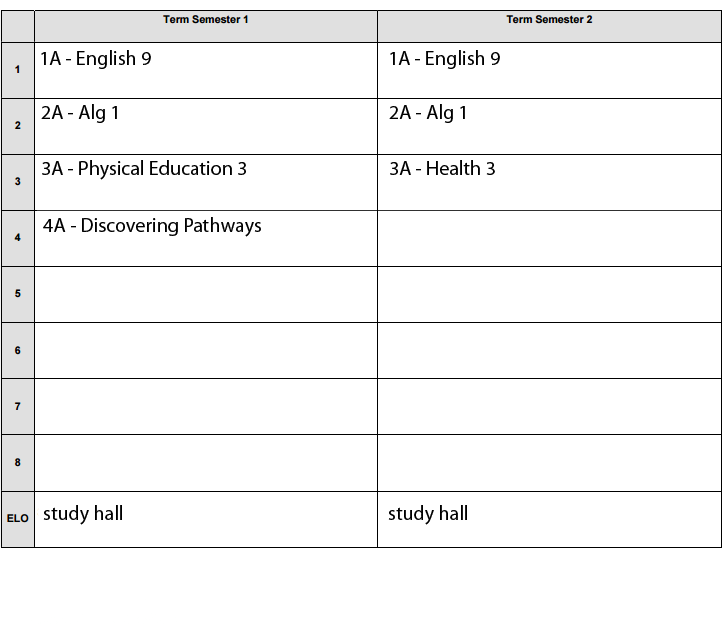 Term Semester 1 Term Semester 2
1 1A - English 9 1A - English 9
2 2A - Alg 1 2A - Alg 1
3 3A - Physical Education 3 3A - Health 3
4 4A - Discovering Pathways
5
6
7
8
ELO study hall study hall